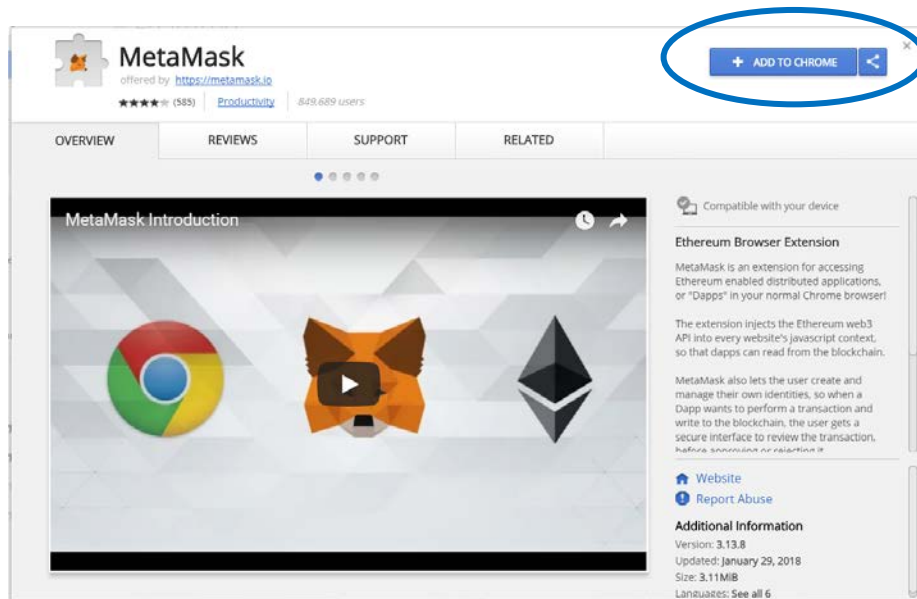 MetaMask
offered by https://metamask.io
(585) Productivity 849.689 users
+ ADD TO CHROME
OVERVIEW REVIEWS SUPPORT RELATED
MetaMask Introduction
Compatible with your device
Ethereum Browser Extension
MetaMask is an extension for accessing
Ethereum enabled distributed applications,
or "Dapps" in your normal Chrome browser!
The extension injects the Ethereum web3
API into every website's javascript context,
so that dapps can read from the blockchain.
MetaMask also lets the user create and
manage their own identities, so when a
Dapp wants to perform a transaction and
write to the blockchain, the user gets a
secure interface to review the transaction,
before approving or rejecting it.
Website
Report Abuse
Additional Information
Version: 3.13.8
Updated: January 29, 2018
Size: 3.11MiB
Languages: See all 6